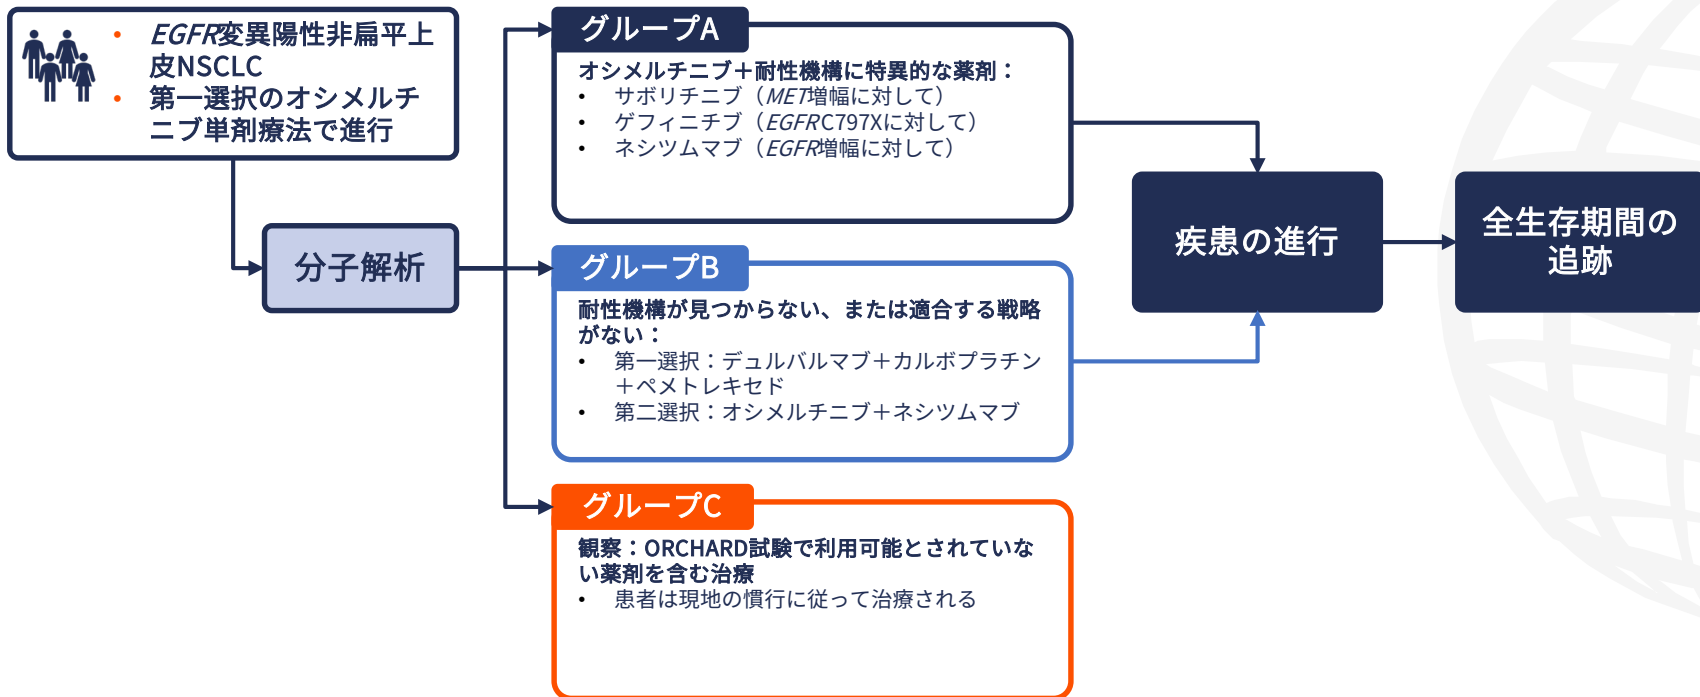 • EGFR変異陽性非扁平上
皮NSCLC
• 第一選択のオシメルチ
ニブ単剤療法で進行
分子解析
グループA
オシメルチニブ＋耐性機構に特異的な薬剤：
• サボリチニブ（MET増幅に対して）
• ゲフィニチブ（EGFR C797Xに対して）
• ネシツムマブ（EGFR増幅に対して）
グループB
耐性機構が見つからない、または適合する戦略
がない：
• 第一選択：デュルバルマブ＋カルボプラチン
＋ペメトレキセド
• 第二選択：オシメルチニブ＋ネシツムマブ
グループC
観察：ORCHARD試験で利用可能とされていな
い薬剤を含む治療
• 患者は現地の慣行に従って治療される
疾患の進行
全生存期間の
追跡